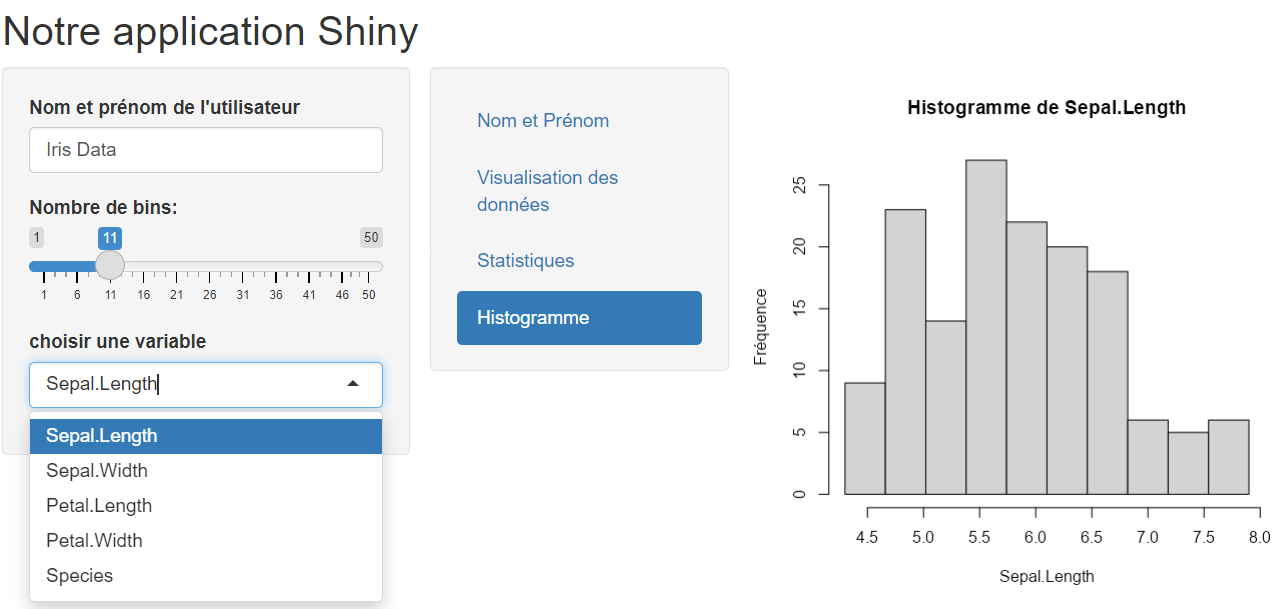 Notre application Shiny
Nom et prénom de l'utilisateur
Iris Data
Nombre de bins:
1 11 50
1 6 11 16 21 26 31 36 41 46 50
choisir une variable
Sepal.Length
Sepal.Length
Sepal.Width
Petal.Length
Petal.Width
Species
Nom et Prénom
Visualisation des
données
Statistiques
Histogramme
Histogramme de Sepal.Length
Fréquence
25
20
15
10
5
0
4.5 5.0 5.5 6.0 6.5 7.0 7.5 8.0
Sepal.Length